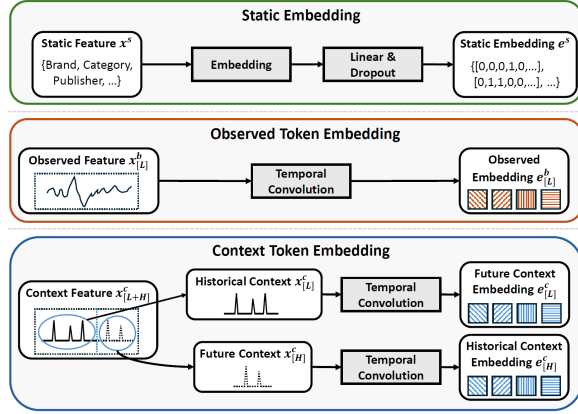 Static Embedding
Static Feature x^s
{Brand, Category,
Publisher, ...}
Embedding
Linear &
Dropout
Static Embedding e^s
{[0,0,0,1,0,...],
[0,1,1,0,0,...], ...}
Observed Token Embedding
Observed Feature x^b_[L]
Temporal
Convolution
Observed
Embedding e^b_[L]
Context Token Embedding
Context Feature x^c_[L+H]
Historical Context x^c_[L]
Temporal
Convolution
Future Context
Embedding e^c_[L]
Future Context x^c_[H]
Temporal
Convolution
Historical Context
Embedding e^c_[H]